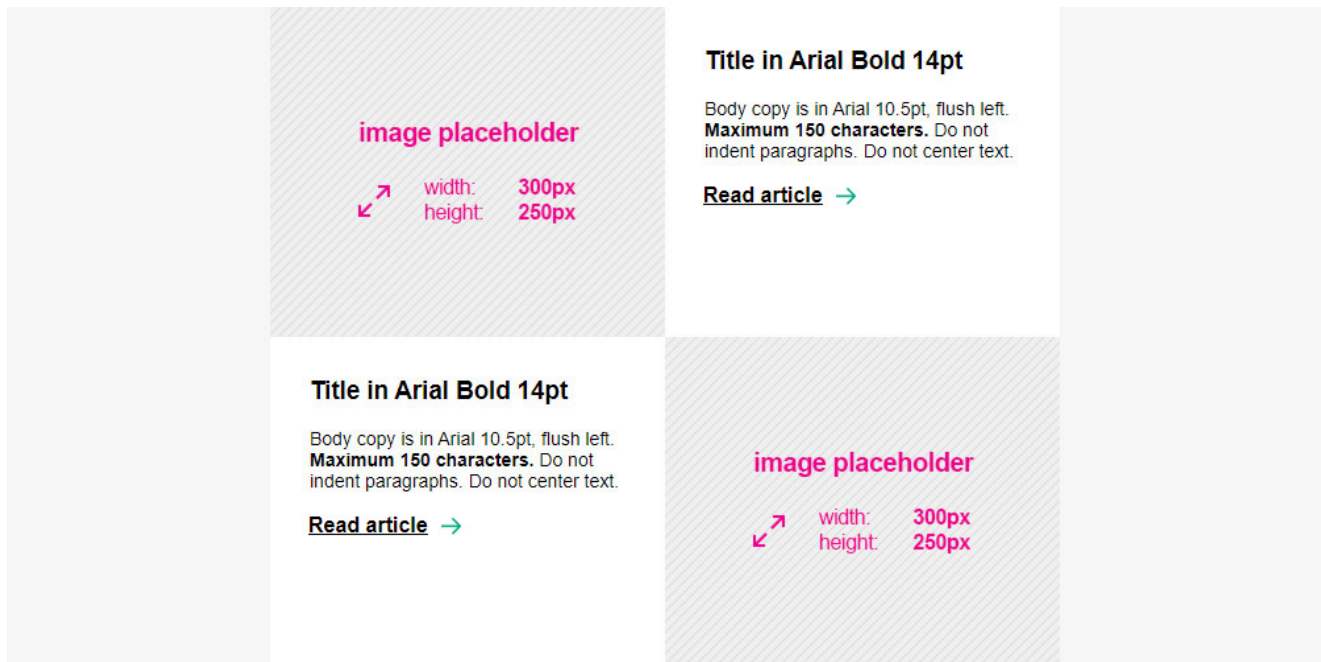 image placeholder
width: 300px
height: 250px
Title in Arial Bold 14pt
Body copy is in Arial 10.5pt, flush left.
Maximum 150 characters. Do not
indent paragraphs. Do not center text.
Read article →
Title in Arial Bold 14pt
Body copy is in Arial 10.5pt, flush left.
Maximum 150 characters. Do not
indent paragraphs. Do not center text.
Read article →
image placeholder
width: 300px
height: 250px